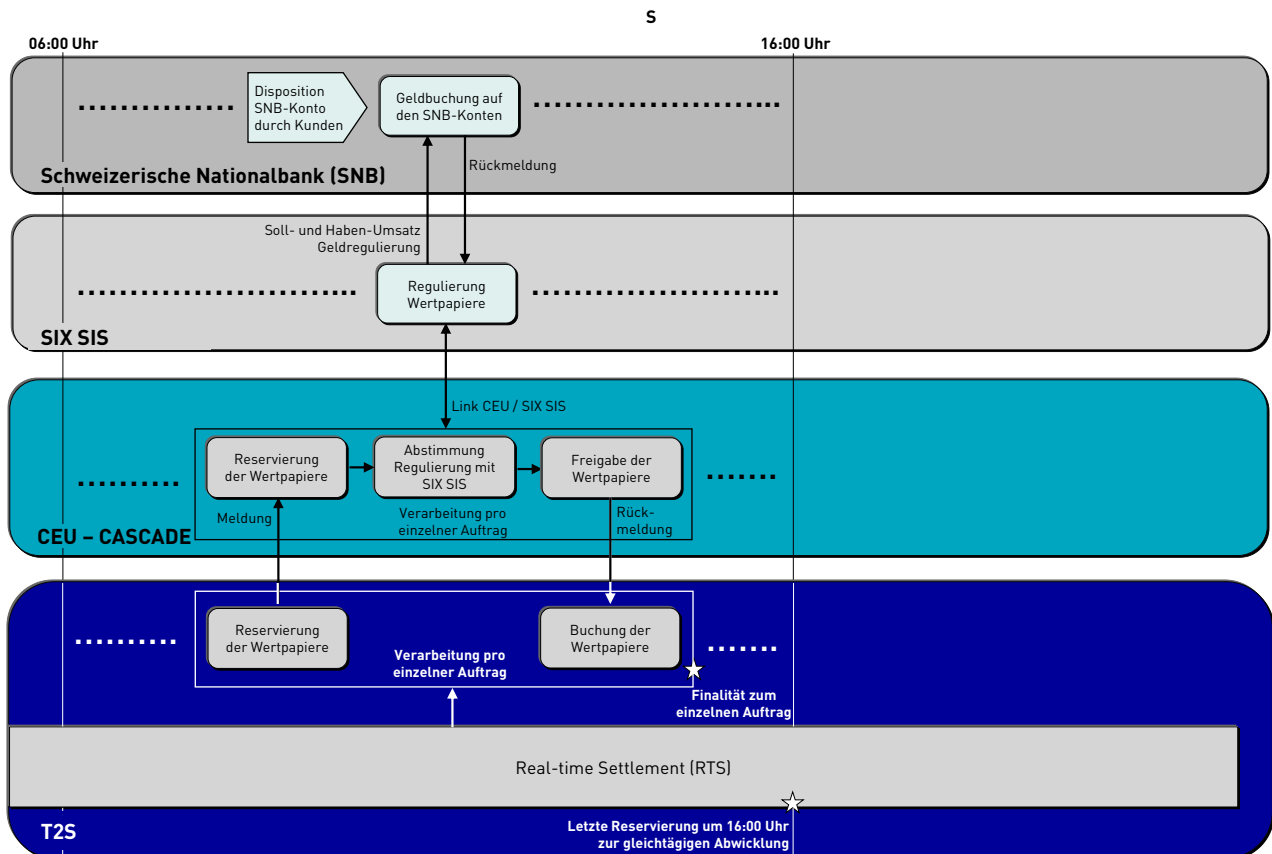 S
06:00 Uhr
16:00 Uhr
Disposition
SNB-Konto
durch Kunden
Geldbuchung auf
den SNB-Konten
Rückmeldung
Schweizerische Nationalbank (SNB)
Soll- und Haben-Umsatz
Geldregulierung
Regulierung
Wertpapiere
SIX SIS
Link CEU / SIX SIS
Reservierung
der Wertpapiere
Abstimmung
Regulierung mit
SIX SIS
Freigabe der
Wertpapiere
Meldung
Verarbeitung pro
einzelner Auftrag
Rück-
meldung
CEU – CASCADE
Reservierung
der Wertpapiere
Buchung der
Wertpapiere
Verarbeitung pro
einzelner Auftrag
Finalität zum
einzelnen Auftrag
Real-time Settlement (RTS)
T2S
Letzte Reservierung um 16:00 Uhr
zur gleichtägigen Abwicklung